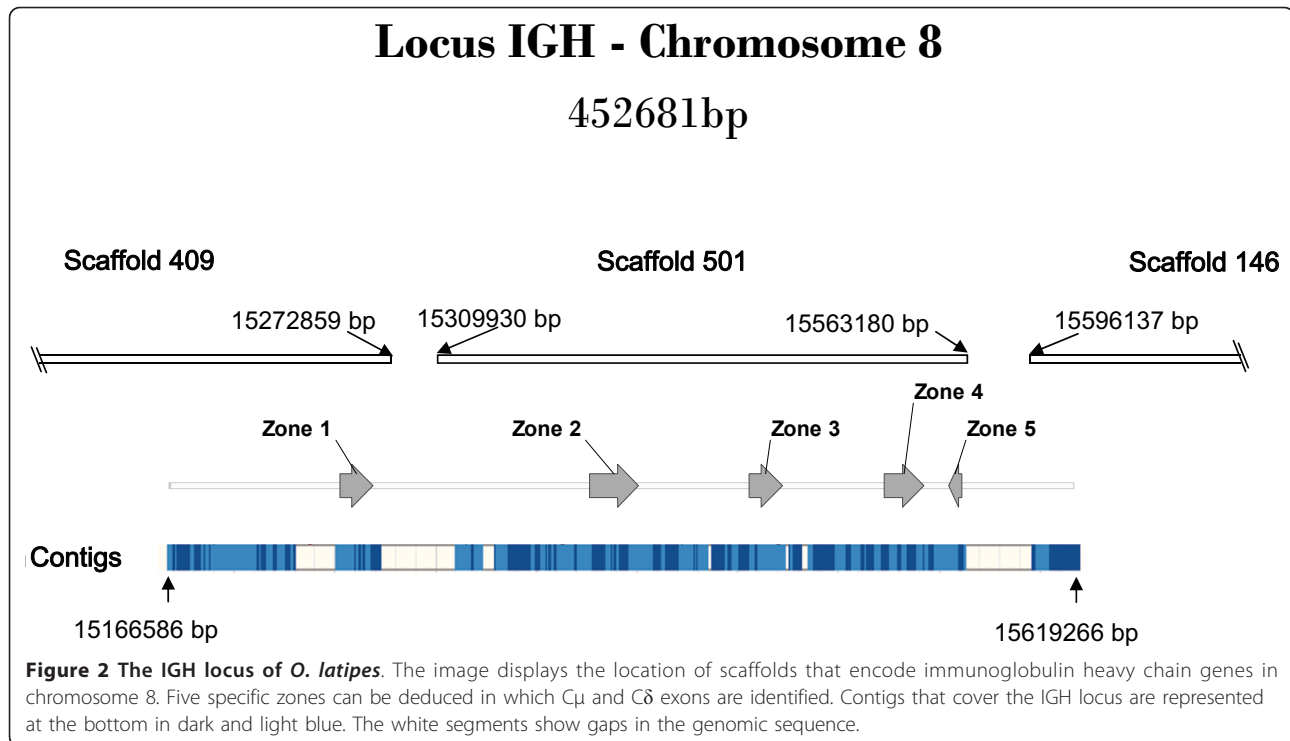 Locus IGH - Chromosome 8
452681bp
Scaffold 409
Scaffold 501
Scaffold 146
15272859 bp
15309930 bp
15563180 bp
15596137 bp
Zone 1
Zone 2
Zone 3
Zone 4
Zone 5
Contigs
15166586 bp
15619266 bp
Figure 2 The IGH locus of O. latipes. The image displays the location of scaffolds that encode immunoglobulin heavy chain genes in
chromosome 8. Five specific zones can be deduced in which Cμ and Cδ exons are identified. Contigs that cover the IGH locus are represented
at the bottom in dark and light blue. The white segments show gaps in the genomic sequence.